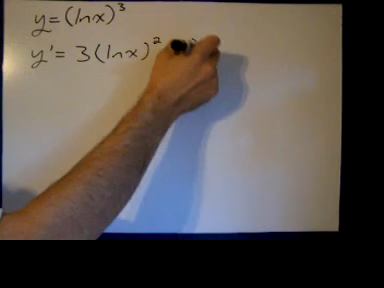 y = (lnx)³
y' = 3(lnx)²